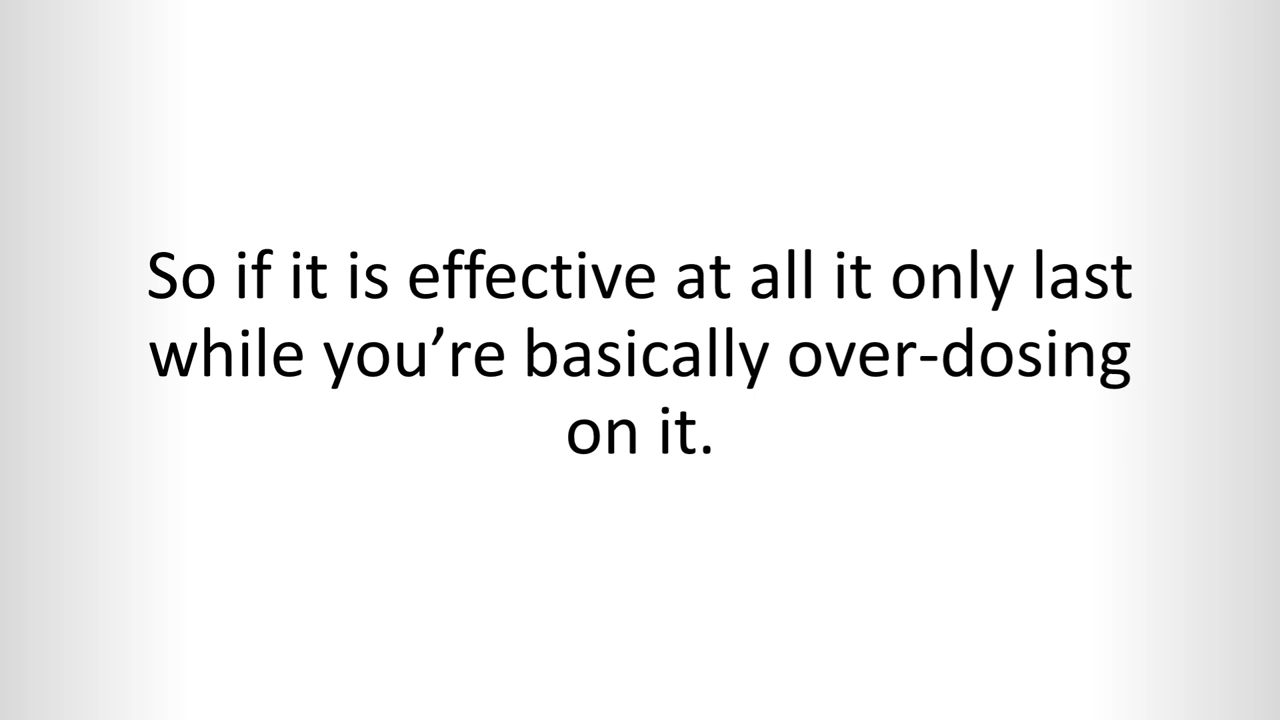 So if it is effective at all it only last
while you’re basically over-dosing
on it.